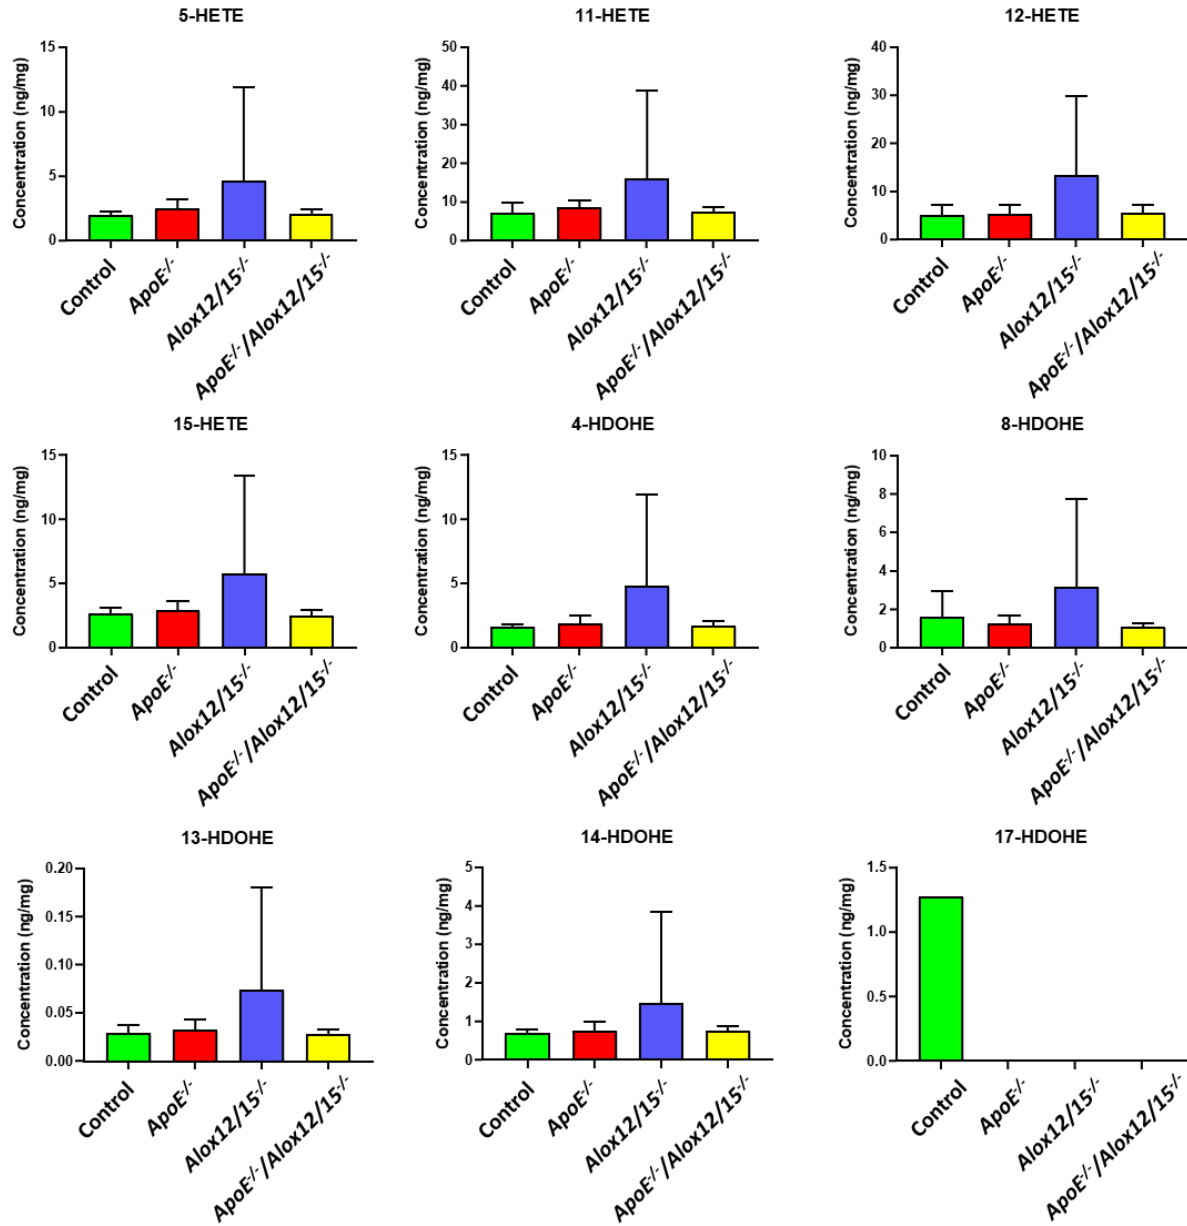 5-HETE
Concentration (ng/mg)
15
10
5
0
Control
ApoE-/-
Alox12/15-/-
ApoE-/-/Alox12/15-/-
11-HETE
Concentration (ng/mg)
50
40
30
20
10
0
Control
ApoE-/-
Alox12/15-/-
ApoE-/-/Alox12/15-/-
12-HETE
Concentration (ng/mg)
40
30
20
10
0
Control
ApoE-/-
Alox12/15-/-
ApoE-/-/Alox12/15-/-
15-HETE
Concentration (ng/mg)
15
10
5
0
Control
ApoE-/-
Alox12/15-/-
ApoE-/-/Alox12/15-/-
4-HDOHE
Concentration (ng/mg)
15
10
5
0
Control
ApoE-/-
Alox12/15-/-
ApoE-/-/Alox12/15-/-
8-HDOHE
Concentration (ng/mg)
10
8
6
4
2
0
Control
ApoE-/-
Alox12/15-/-
ApoE-/-/Alox12/15-/-
13-HDOHE
Concentration (ng/mg)
0.20
0.15
0.10
0.05
0.00
Control
ApoE-/-
Alox12/15-/-
ApoE-/-/Alox12/15-/-
14-HDOHE
Concentration (ng/mg)
5
4
3
2
1
0
Control
ApoE-/-
Alox12/15-/-
ApoE-/-/Alox12/15-/-
17-HDOHE
Concentration (ng/mg)
1.5
1.0
0.5
0.0
Control
ApoE-/-
Alox12/15-/-
ApoE-/-/Alox12/15-/-